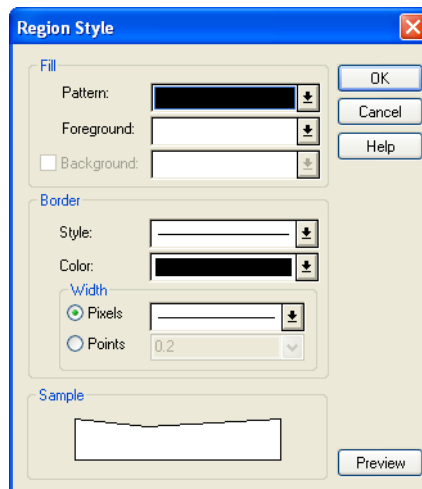 Region Style
Fill
Pattern:
Foreground:
Background:
OK
Cancel
Help
Border
Style:
Color:
Width
Pixels
Points
0.2
Sample
Preview